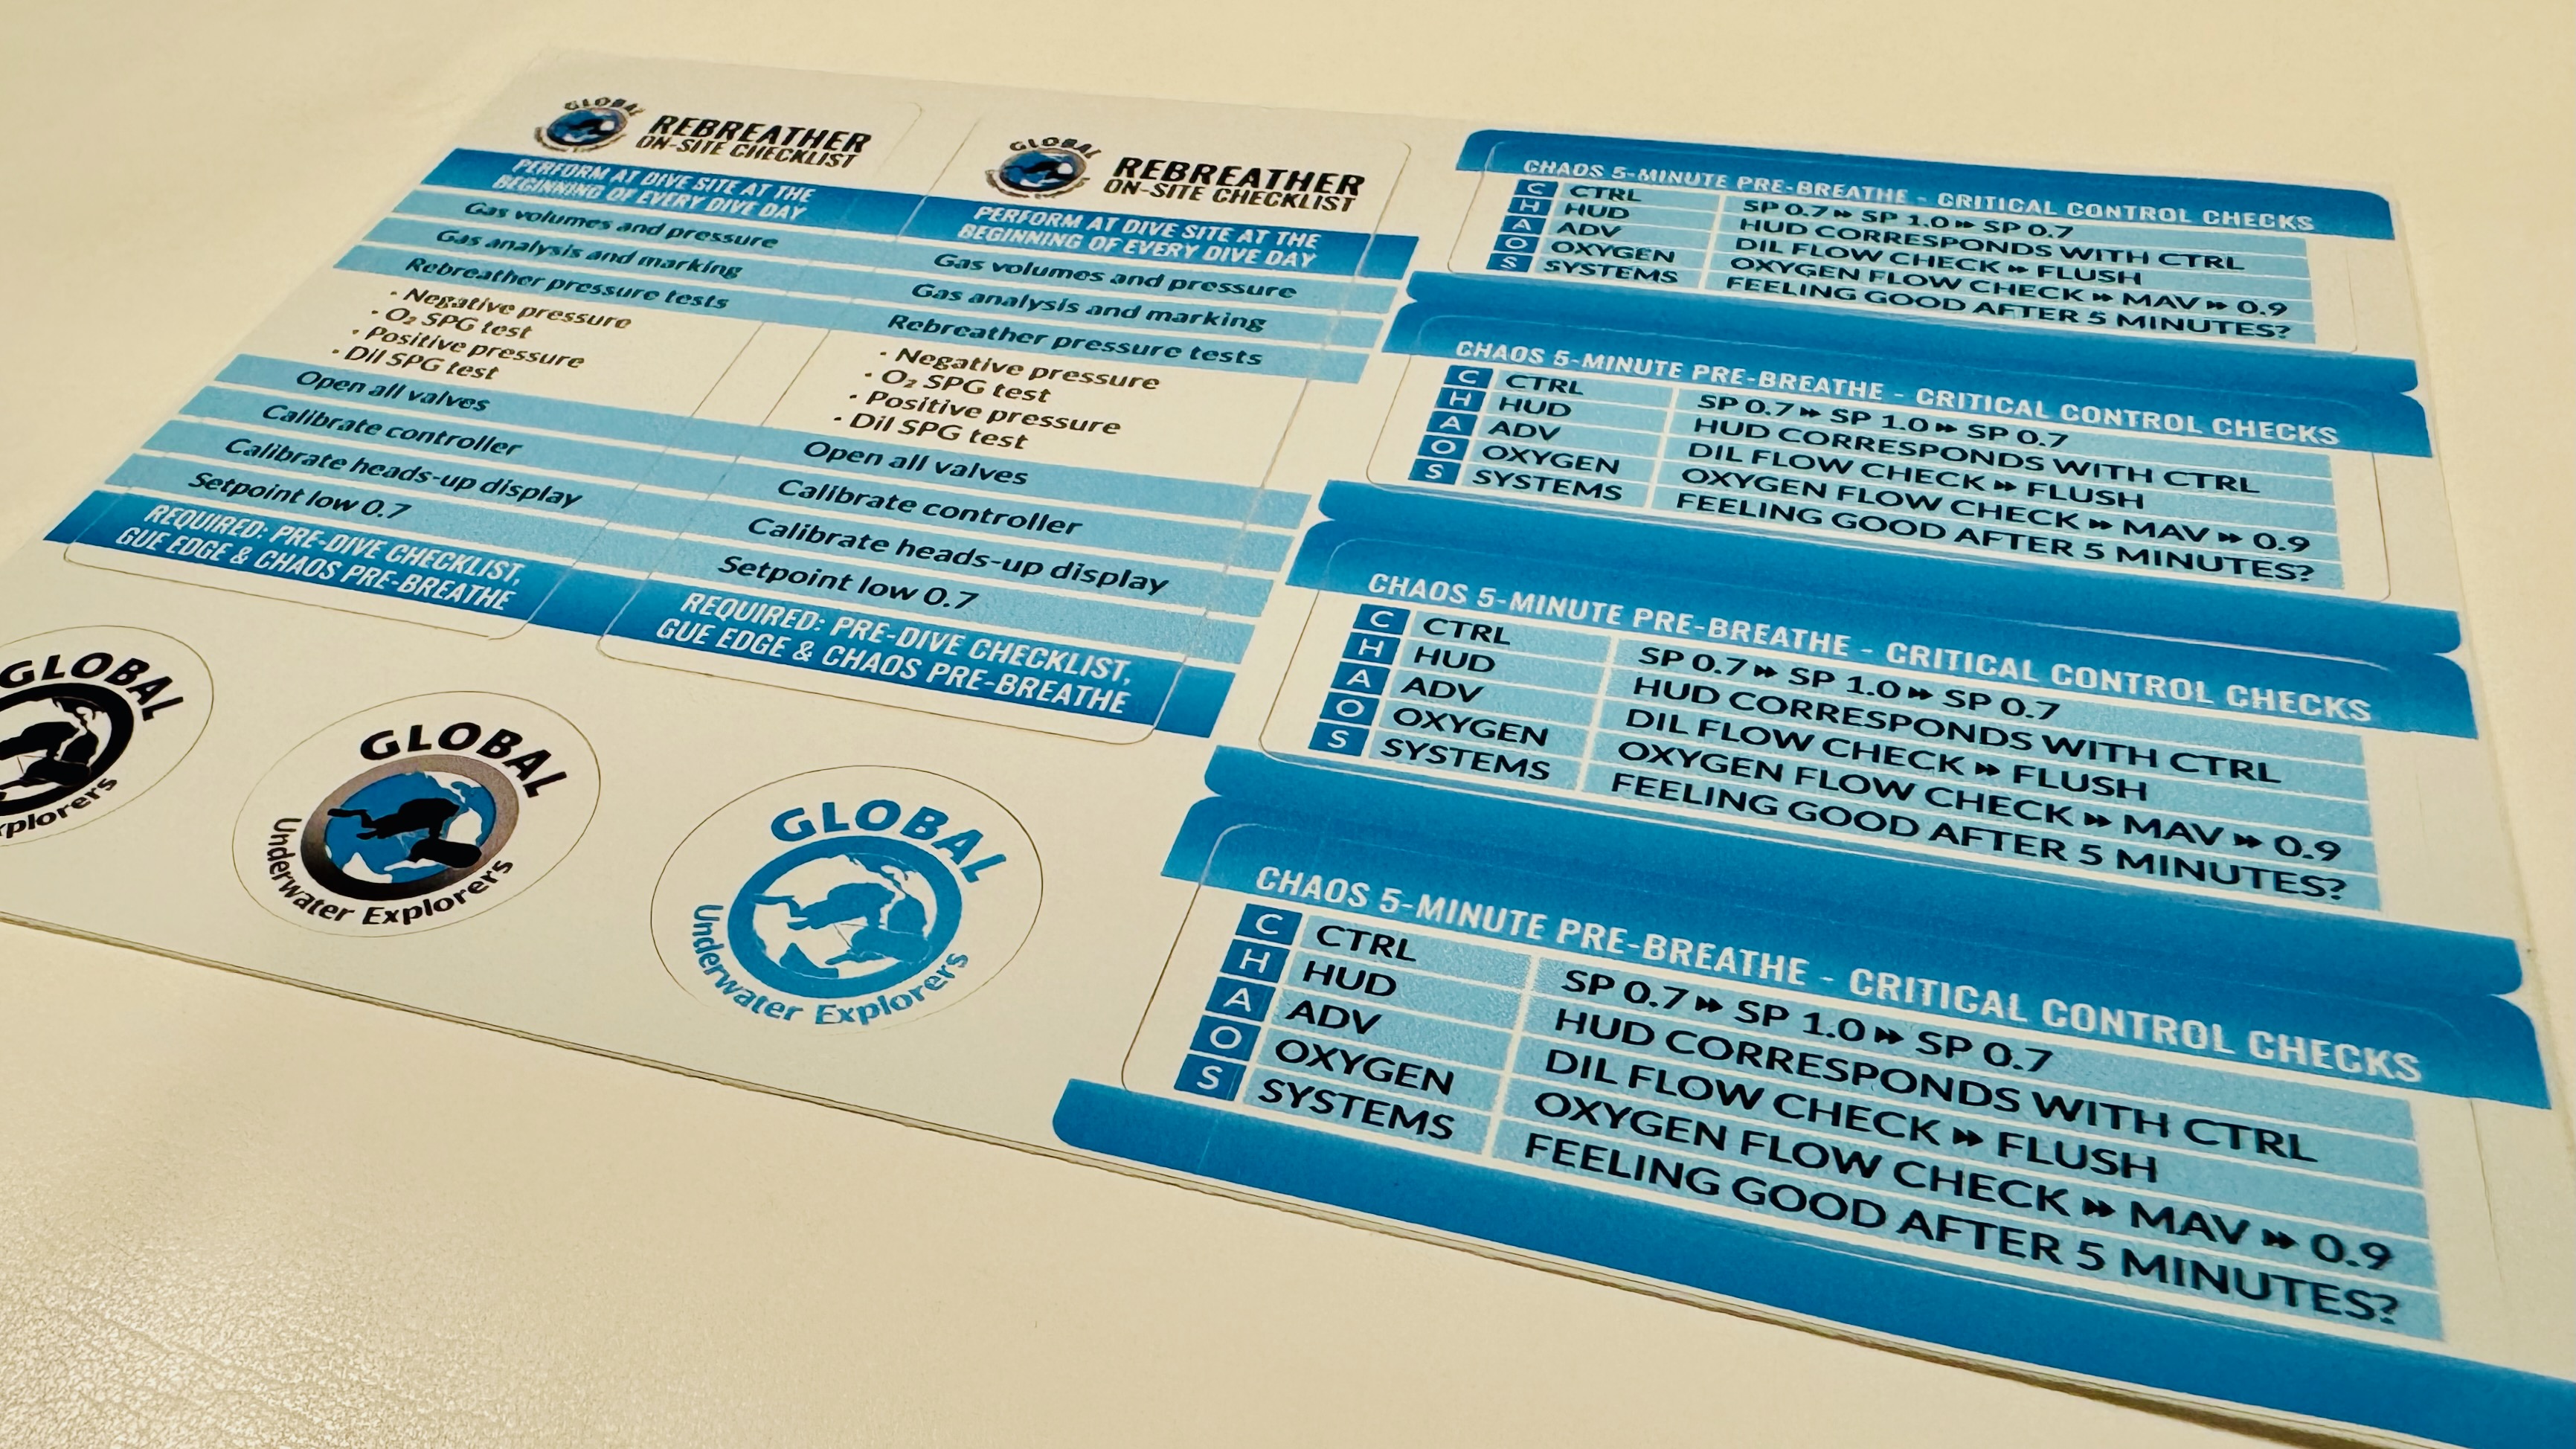 GLOBAL
REBREATHER
ON-SITE CHECKLIST
PERFORM AT DIVE SITE AT THE
BEGINNING OF EVERY DIVE DAY
Gas volumes and pressure
Gas analysis and marking
Rebreather pressure tests
· Negative pressure
· O₂ SPG test
· Positive pressure
· Dil SPG test
Open all valves
Calibrate controller
Calibrate heads-up display
Setpoint low 0.7
REQUIRED: PRE-DIVE CHECKLIST,
GUE EDGE & CHAOS PRE-BREATHE
GLOBAL
REBREATHER
ON-SITE CHECKLIST
PERFORM AT DIVE SITE AT THE
BEGINNING OF EVERY DIVE DAY
Gas volumes and pressure
Gas analysis and marking
Rebreather pressure tests
· Negative pressure
· O₂ SPG test
· Positive pressure
· Dil SPG test
Open all valves
Calibrate controller
Calibrate heads-up display
Setpoint low 0.7
REQUIRED: PRE-DIVE CHECKLIST,
GUE EDGE & CHAOS PRE-BREATHE
CHAOS 5-MINUTE PRE-BREATHE - CRITICAL CONTROL CHECKS
C CTRL SP 0.7 ▸▸ SP 1.0 ▸▸ SP 0.7
H HUD HUD CORRESPONDS WITH CTRL
A ADV DIL FLOW CHECK ▸▸ FLUSH
O OXYGEN OXYGEN FLOW CHECK ▸▸ MAV ▸▸ 0.9
S SYSTEMS FEELING GOOD AFTER 5 MINUTES?
CHAOS 5-MINUTE PRE-BREATHE - CRITICAL CONTROL CHECKS
C CTRL SP 0.7 ▸▸ SP 1.0 ▸▸ SP 0.7
H HUD HUD CORRESPONDS WITH CTRL
A ADV DIL FLOW CHECK ▸▸ FLUSH
O OXYGEN OXYGEN FLOW CHECK ▸▸ MAV ▸▸ 0.9
S SYSTEMS FEELING GOOD AFTER 5 MINUTES?
CHAOS 5-MINUTE PRE-BREATHE - CRITICAL CONTROL CHECKS
C CTRL SP 0.7 ▸▸ SP 1.0 ▸▸ SP 0.7
H HUD HUD CORRESPONDS WITH CTRL
A ADV DIL FLOW CHECK ▸▸ FLUSH
O OXYGEN OXYGEN FLOW CHECK ▸▸ MAV ▸▸ 0.9
S SYSTEMS FEELING GOOD AFTER 5 MINUTES?
CHAOS 5-MINUTE PRE-BREATHE - CRITICAL CONTROL CHECKS
C CTRL SP 0.7 ▸▸ SP 1.0 ▸▸ SP 0.7
H HUD HUD CORRESPONDS WITH CTRL
A ADV DIL FLOW CHECK ▸▸ FLUSH
O OXYGEN OXYGEN FLOW CHECK ▸▸ MAV ▸▸ 0.9
S SYSTEMS FEELING GOOD AFTER 5 MINUTES?
GLOBAL
xplorers
GLOBAL
Underwater Explorers
GLOBAL
Underwater Explorers